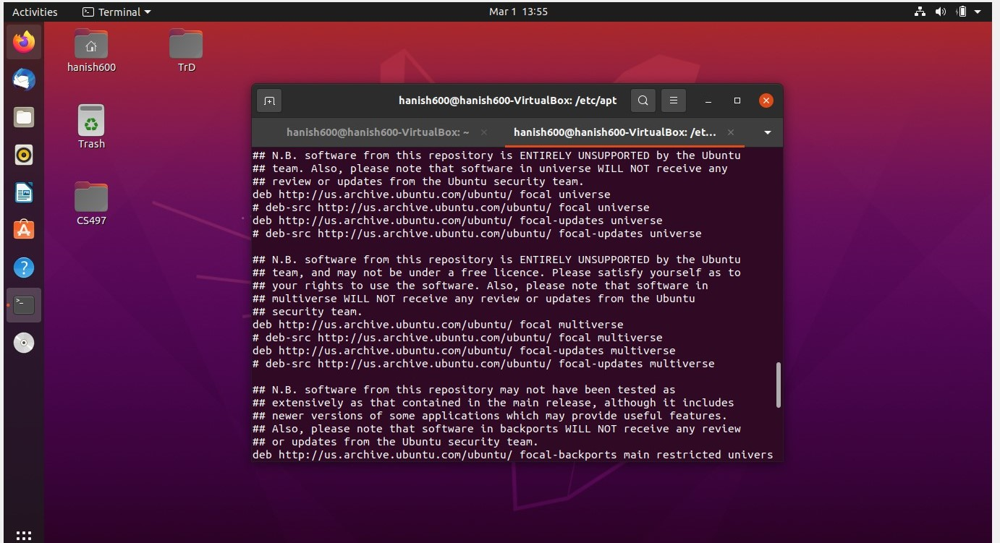 Activities
Terminal
Mar 1 13:55
hanish600
TrD
Trash
CS497
hanish600@hanish600-VirtualBox: /etc/apt
hanish600@hanish600-VirtualBox: ~
hanish600@hanish600-VirtualBox: /et...
## N.B. software from this repository is ENTIRELY UNSUPPORTED by the Ubuntu
## team. Also, please note that software in universe WILL NOT receive any
## review or updates from the Ubuntu security team.
deb http://us.archive.ubuntu.com/ubuntu/ focal universe
# deb-src http://us.archive.ubuntu.com/ubuntu/ focal universe
deb http://us.archive.ubuntu.com/ubuntu/ focal-updates universe
# deb-src http://us.archive.ubuntu.com/ubuntu/ focal-updates universe
## N.B. software from this repository is ENTIRELY UNSUPPORTED by the Ubuntu
## team, and may not be under a free licence. Please satisfy yourself as to
## your rights to use the software. Also, please note that software in
## multiverse WILL NOT receive any review or updates from the Ubuntu
## security team.
deb http://us.archive.ubuntu.com/ubuntu/ focal multiverse
# deb-src http://us.archive.ubuntu.com/ubuntu/ focal multiverse
deb http://us.archive.ubuntu.com/ubuntu/ focal-updates multiverse
# deb-src http://us.archive.ubuntu.com/ubuntu/ focal-updates multiverse
## N.B. software from this repository may not have been tested as
## extensively as that contained in the main release, although it includes
## newer versions of some applications which may provide useful features.
## Also, please note that software in backports WILL NOT receive any review
## or updates from the Ubuntu security team.
deb http://us.archive.ubuntu.com/ubuntu/ focal-backports main restricted univers